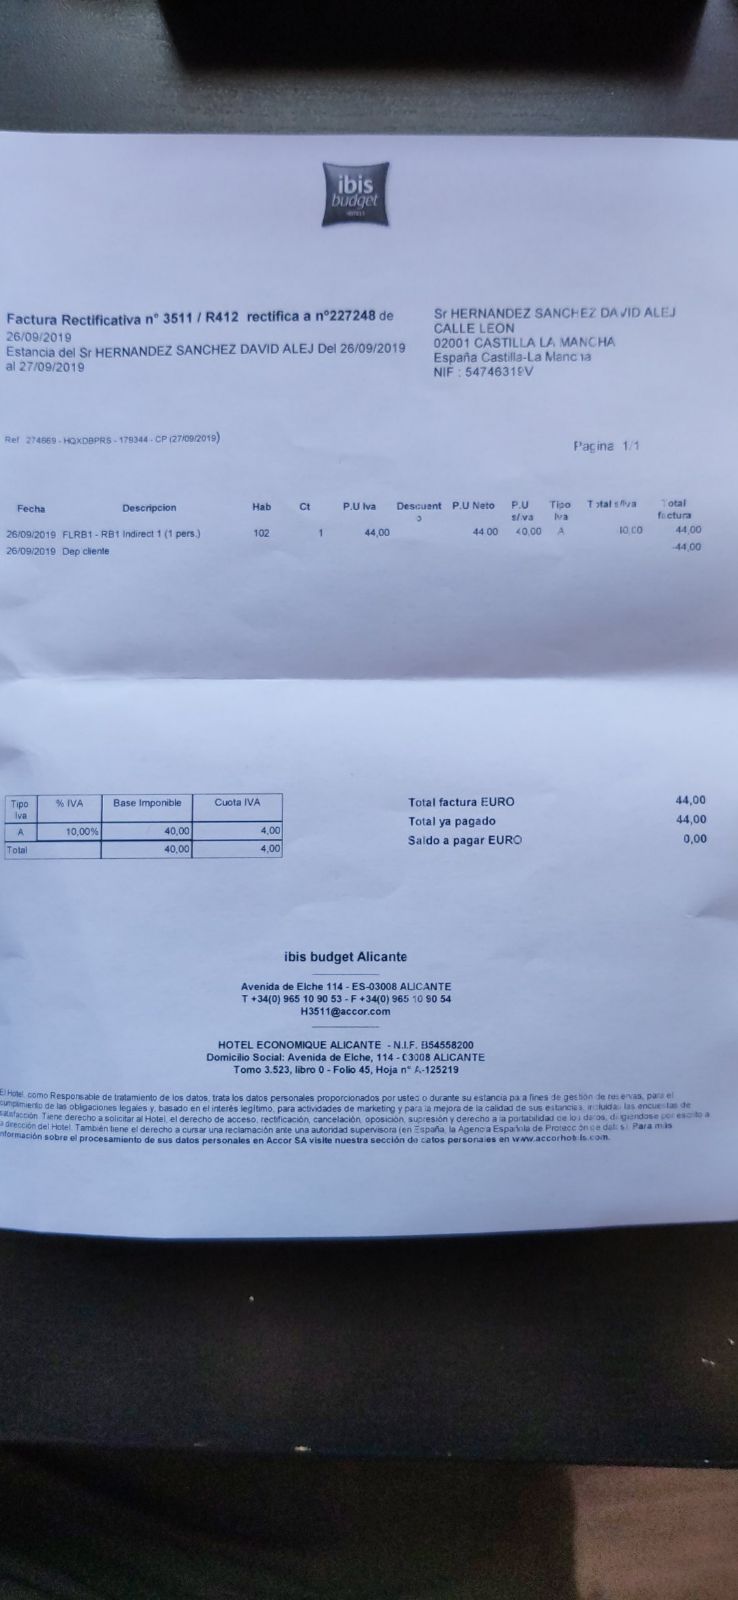 ibis
budget
HOTELS
Factura Rectificativa n° 3511 / R412 rectifica a n°227248 de
26/09/2019
Estancia del Sr HERNANDEZ SANCHEZ DAVID ALEJ Del 26/09/2019
al 27/09/2019
Sr HERNANDEZ SANCHEZ DAVID ALEJ
CALLE LEON
02001 CASTILLA LA MANCHA
España Castilla-La Mancha
NIF : 54746319V
Ref 274669 - HQXDBPRS - 179344 - CP (27/09/2019)
Pagina 1/1
Fecha Descripcion Hab Ct P.U Iva Descuento P.U Neto P.U s/iva Tipo Iva Total s/Iva Total factura
26/09/2019 FLRB1 - RB1 Indirect 1 (1 pers.) 102 1 44,00 44.00 40,00 A 40,00 44,00
26/09/2019 Dep cliente -44,00
Tipo Iva % IVA Base Imponible Cuota IVA
A 10,00% 40,00 4,00
Total 40,00 4,00
Total factura EURO 44,00
Total ya pagado 44,00
Saldo a pagar EURO 0,00
ibis budget Alicante
Avenida de Elche 114 - ES-03008 ALICANTE
T +34(0) 965 10 90 53 - F +34(0) 965 10 90 54
H3511@accor.com
HOTEL ECONOMIQUE ALICANTE - N.I.F. B54558200
Domicilio Social: Avenida de Elche, 114 - 03008 ALICANTE
Tomo 3.523, libro 0 - Folio 45, Hoja n° A-125219
El Hotel, como Responsable de tratamiento de los datos, trata los datos personales proporcionados por usted o durante su estancia pa a fines de gestión de reservas, para el
cumplimiento de las obligaciones legales y, basado en el interés legítimo, para actividades de marketing y para la mejora de la calidad de sus estancias, incluidas las encuestas de
satisfacción. Tiene derecho a solicitar al Hotel, el derecho de acceso, rectificación, cancelación, oposición, supresión y derecho a la portabilidad de los datos, dirigiéndose por escrito a
a dirección del Hotel. También tiene el derecho a cursar una reclamación ante una autoridad supervisora (en España, la Agencia Española de Protección de datos). Para más
nformación sobre el procesamiento de sus datos personales en Accor SA visite nuestra sección de datos personales en www.accorhotels.com.